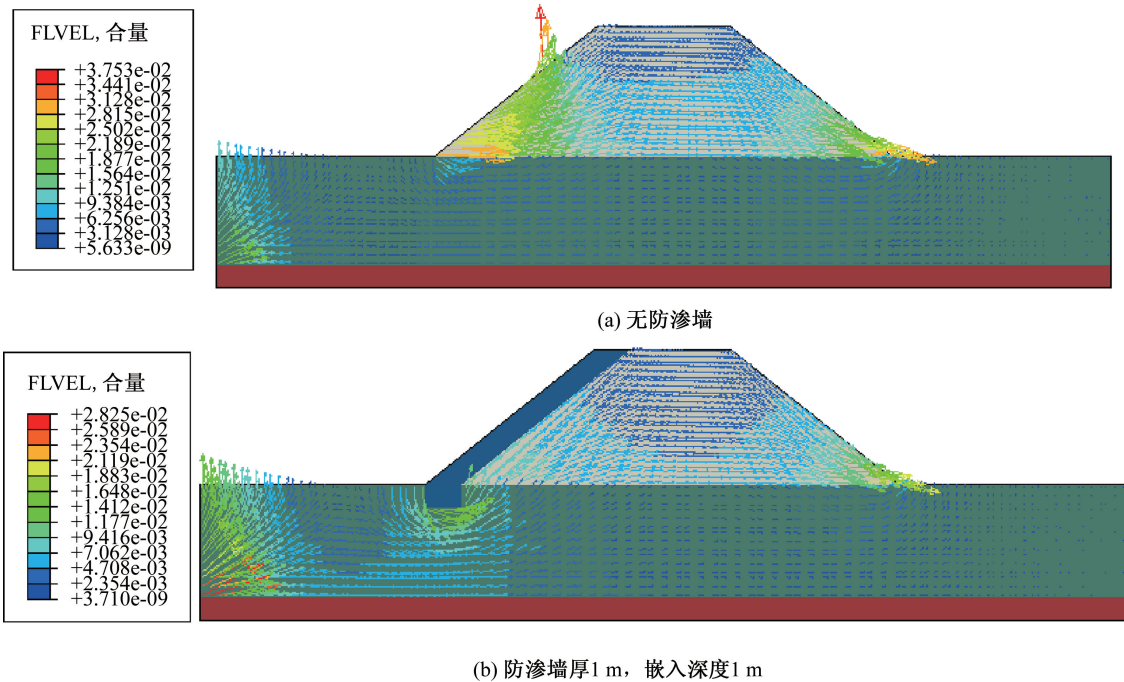 FLVEL, 合量
+3.753e-02
+3.441e-02
+3.128e-02
+2.815e-02
+2.502e-02
+2.189e-02
+1.877e-02
+1.564e-02
+1.251e-02
+9.384e-03
+6.256e-03
+3.128e-03
+5.633e-09
(a) 无防渗墙
FLVEL, 合量
+2.825e-02
+2.589e-02
+2.354e-02
+2.119e-02
+1.883e-02
+1.648e-02
+1.412e-02
+1.177e-02
+9.416e-03
+7.062e-03
+4.708e-03
+2.354e-03
+3.710e-09
(b) 防渗墙厚1 m，嵌入深度1 m